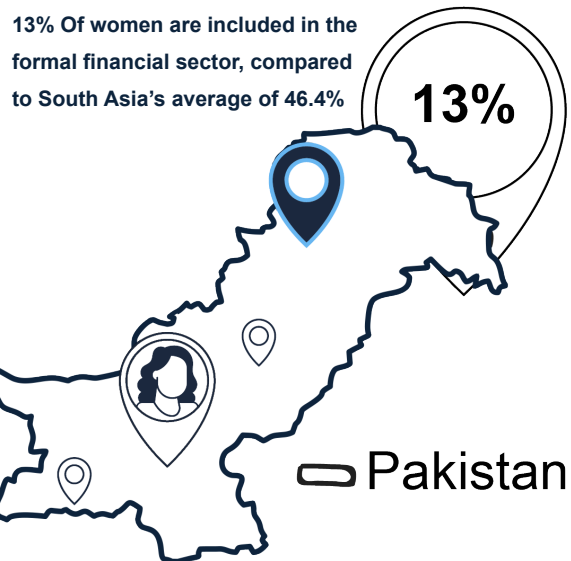 13% Of women are included in the
formal financial sector, compared
to South Asia's average of 46.4%
13%
Pakistan